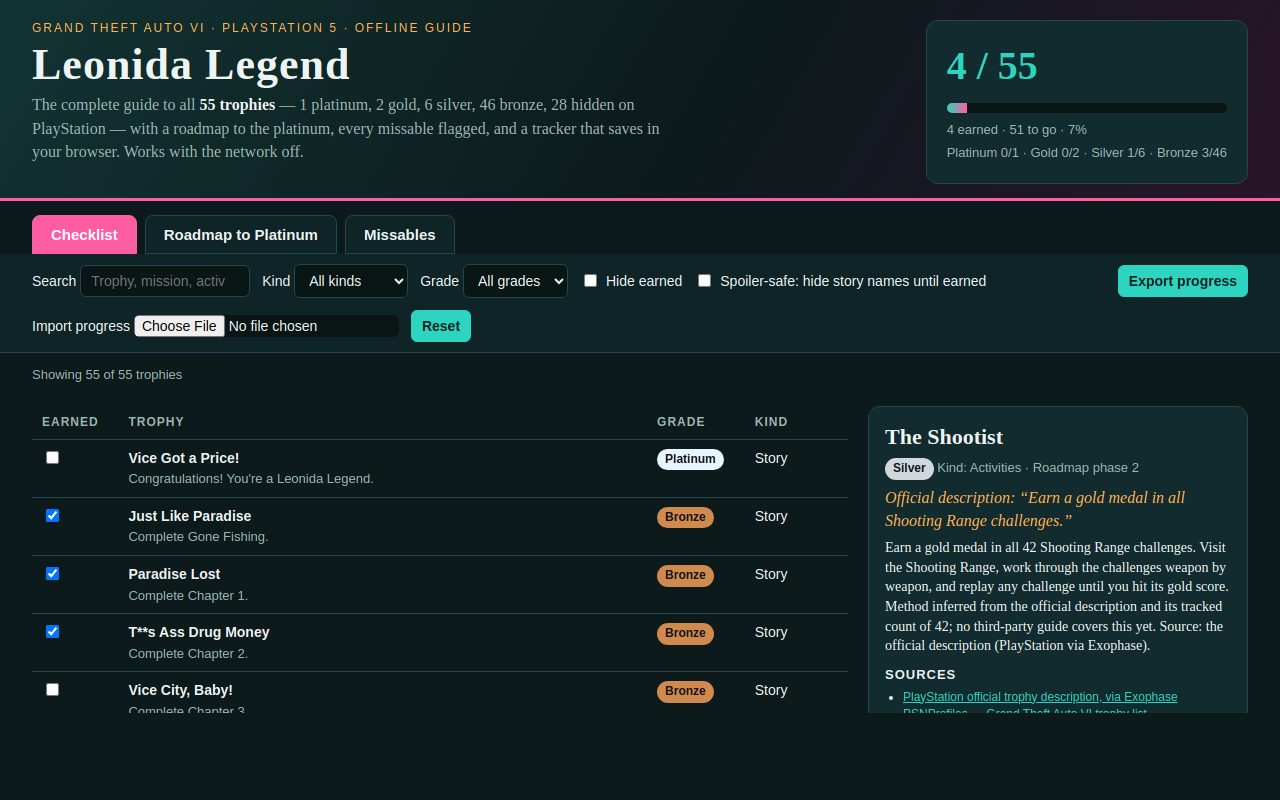 GRAND THEFT AUTO VI · PLAYSTATION 5 · OFFLINE GUIDE
Leonida Legend
The complete guide to all 55 trophies — 1 platinum, 2 gold, 6 silver, 46 bronze, 28 hidden on
PlayStation — with a roadmap to the platinum, every missable flagged, and a tracker that saves in
your browser. Works with the network off.
4 / 55
4 earned · 51 to go · 7%
Platinum 0/1 · Gold 0/2 · Silver 1/6 · Bronze 3/46
Checklist
Roadmap to Platinum
Missables
Search Trophy, mission, activ Kind All kinds Grade All grades Hide earned Spoiler-safe: hide story names until earned Export progress
Import progress Choose File No file chosen Reset
Showing 55 of 55 trophies
EARNED TROPHY GRADE KIND
Vice Got a Price! Platinum Story
Congratulations! You're a Leonida Legend.
Just Like Paradise Bronze Story
Complete Gone Fishing.
Paradise Lost Bronze Story
Complete Chapter 1.
T**s Ass Drug Money Bronze Story
Complete Chapter 2.
Vice City, Baby! Bronze Story
Complete Chapter 3.
The Shootist
Silver Kind: Activities · Roadmap phase 2
Official description: “Earn a gold medal in all
Shooting Range challenges.”
Earn a gold medal in all 42 Shooting Range challenges. Visit
the Shooting Range, work through the challenges weapon by
weapon, and replay any challenge until you hit its gold score.
Method inferred from the official description and its tracked
count of 42; no third-party guide covers this yet. Source: the
official description (PlayStation via Exophase).
SOURCES
PlayStation official trophy description, via Exophase
PSNProfiles — Grand Theft Auto VI trophy list